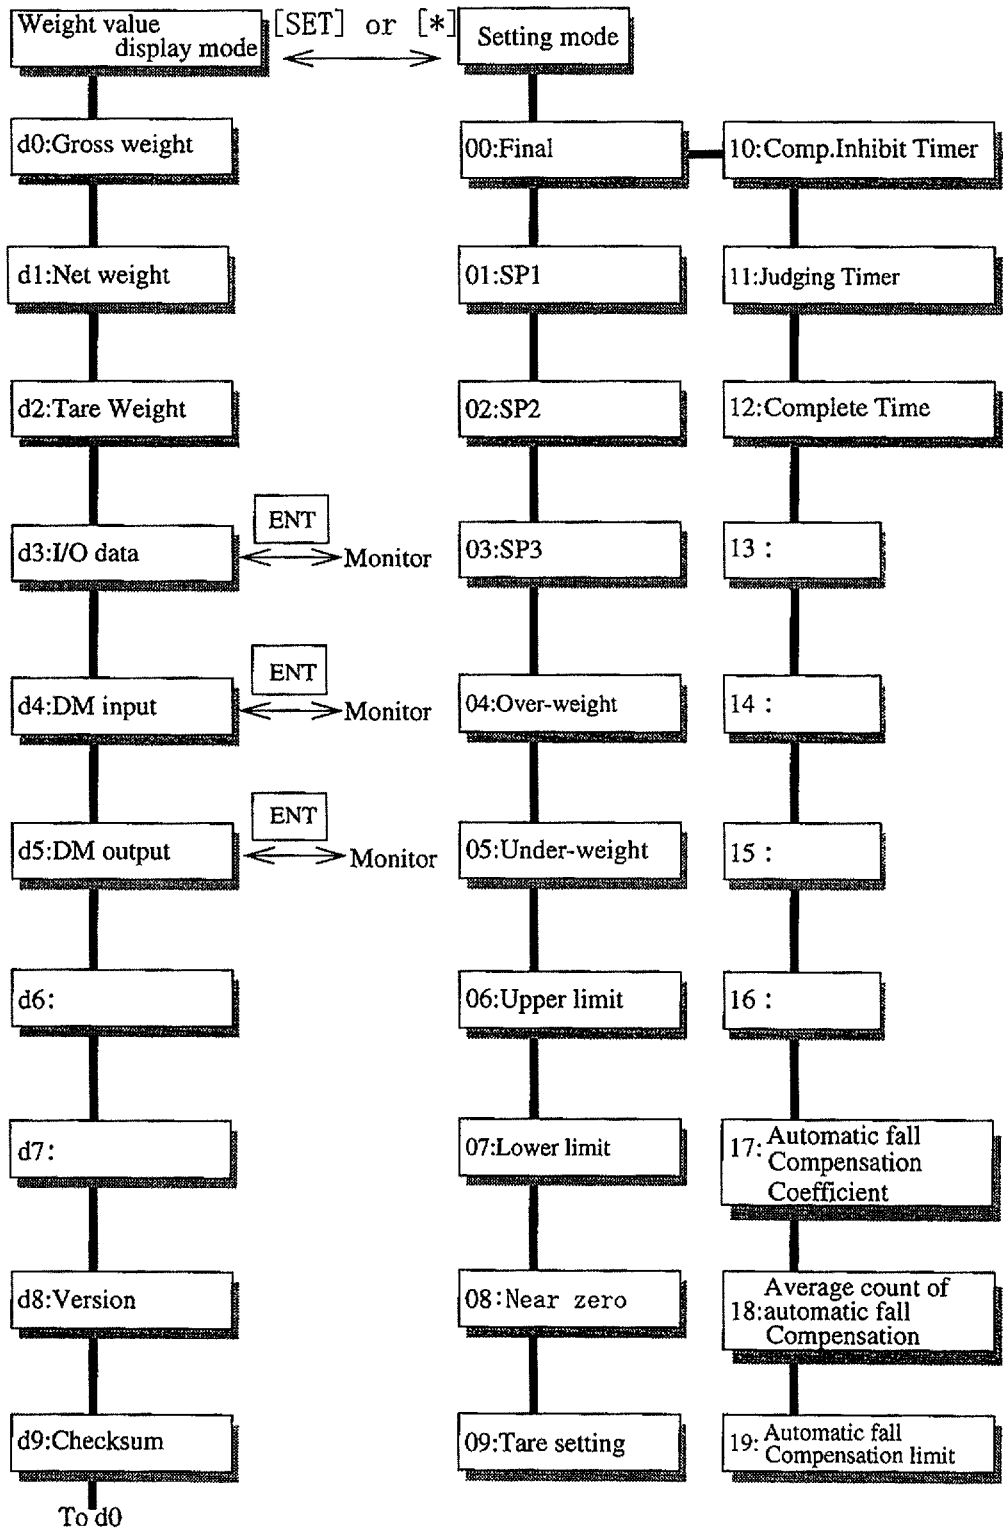 Weight value
display mode
[SET] or [*]
Setting mode
d0:Gross weight
00:Final
10:Comp.Inhibit Timer
d1:Net weight
01:SP1
11:Judging Timer
d2:Tare Weight
02:SP2
12:Complete Time
ENT
d3:I/O data
Monitor
03:SP3
13 :
ENT
d4:DM input
Monitor
04:Over-weight
14 :
ENT
d5:DM output
Monitor
05:Under-weight
15 :
d6:
06:Upper limit
16 :
d7:
07:Lower limit
17: Automatic fall
Compensation
Coefficient
d8:Version
08:Near zero
Average count of
18:automatic fall
Compensation
d9:Checksum
09:Tare setting
19: Automatic fall
Compensation limit
To d0